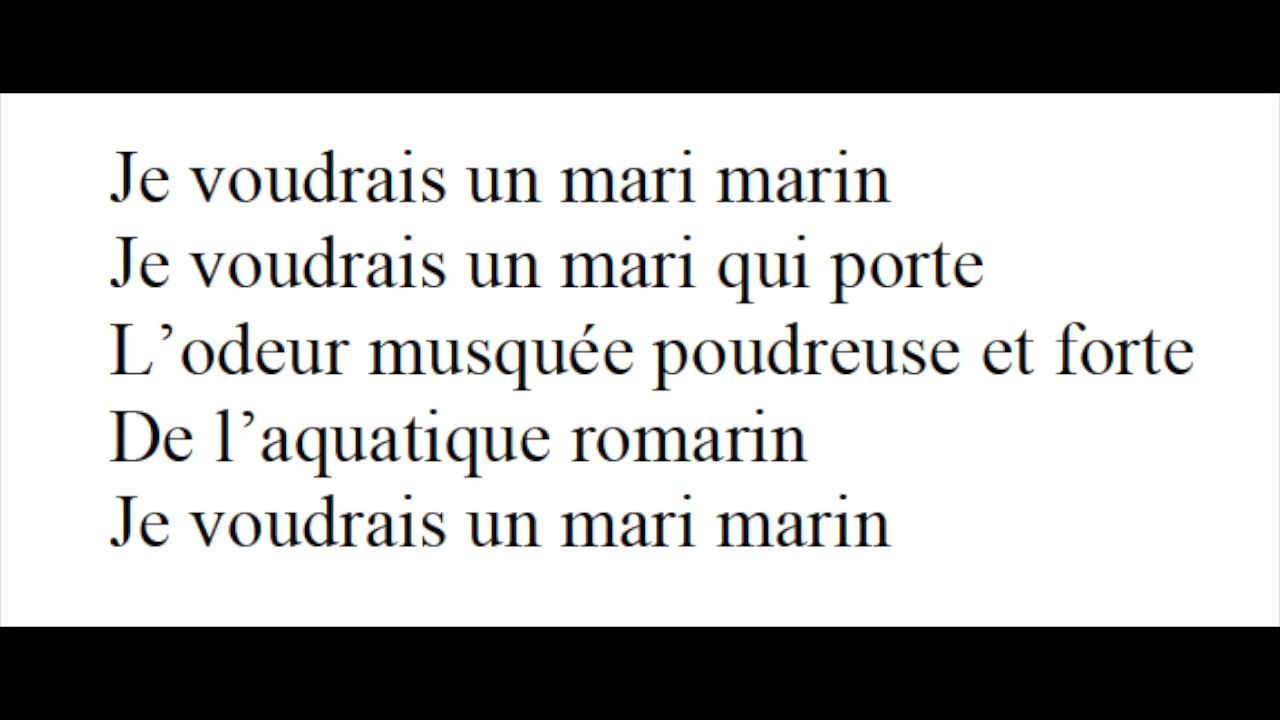 Je voudrais un mari marin
Je voudrais un mari qui porte
L’odeur musquée poudreuse et forte
De l’aquatique romarin
Je voudrais un mari marin